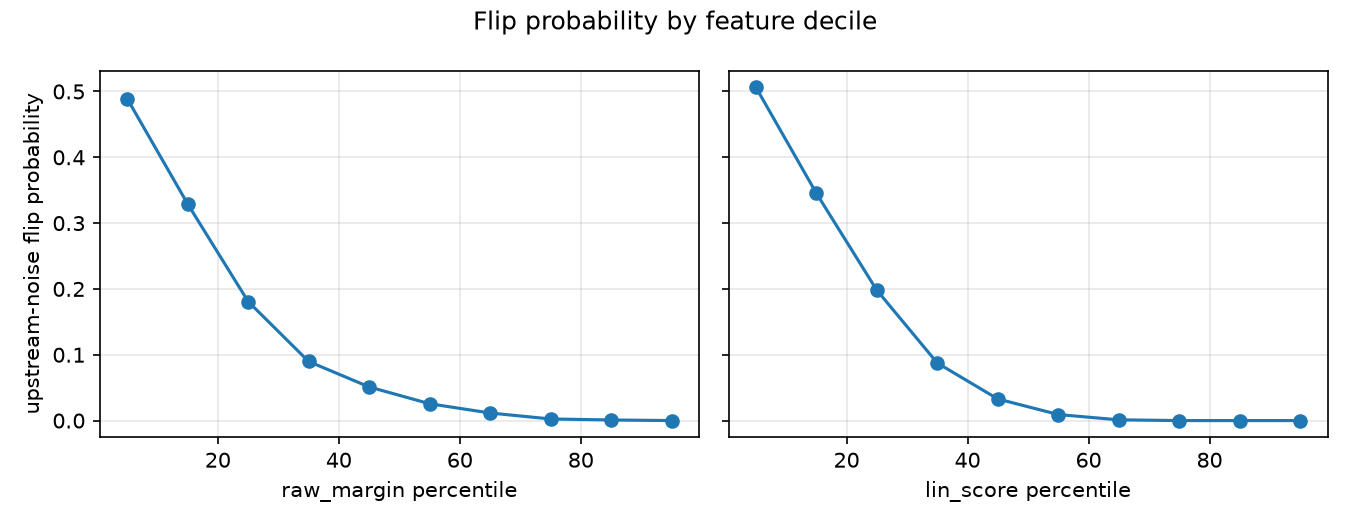 Flip probability by feature decile
upstream-noise flip probability
0.5
0.4
0.3
0.2
0.1
0.0
20 40 60 80
raw_margin percentile
20 40 60 80
lin_score percentile